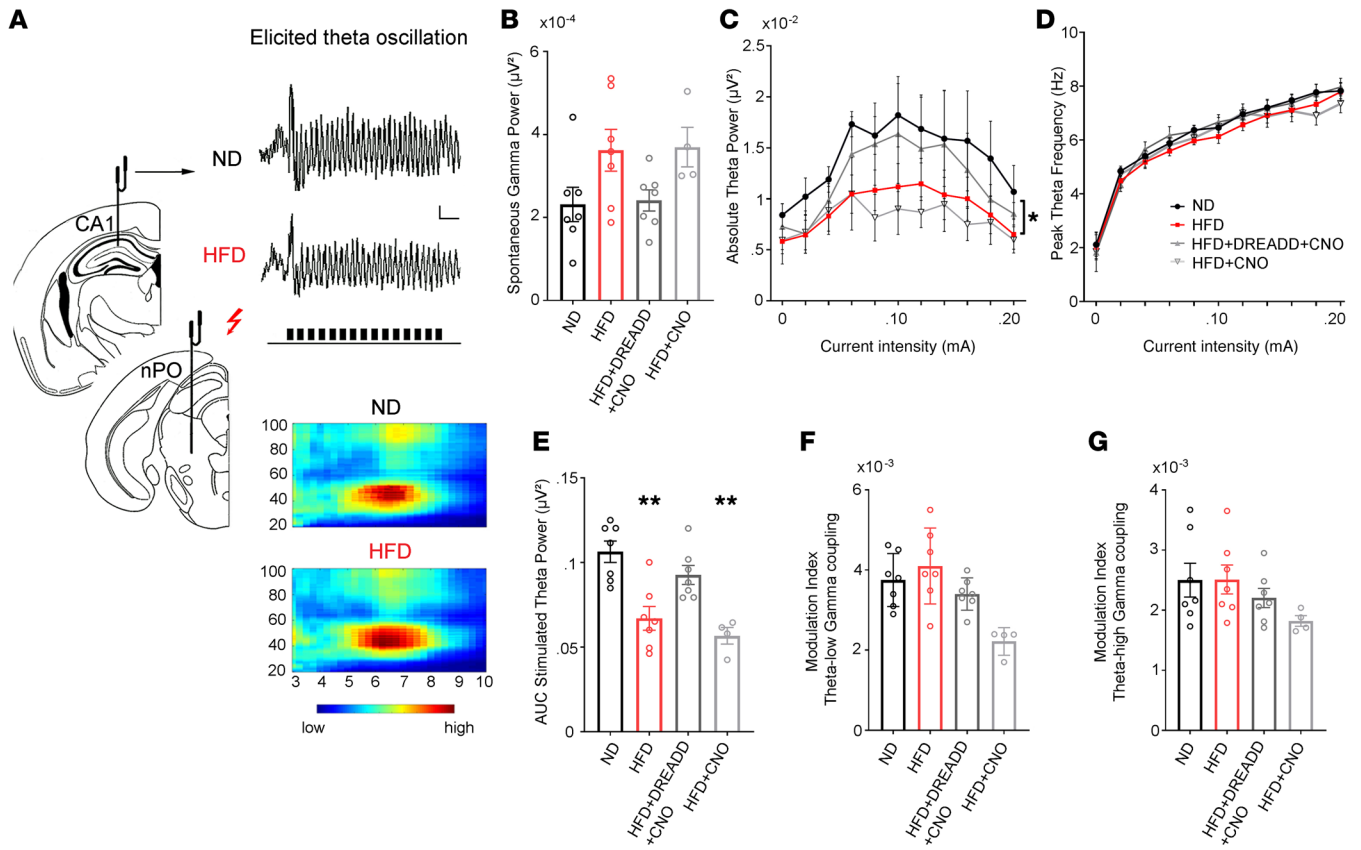 A
Elicited theta oscillation
ND
CA1
HFD
nPO
ND
100
80
60
40
20
HFD
100
80
60
40
20
3 4 5 6 7 8 9 10
low high
B
x10-4
Spontaneous Gamma Power (µV²)
6
4
2
0
ND
HFD
HFD+DREADD
+CNO
HFD+CNO
C
x10-2
Absolute Theta Power (µV²)
2.5
2.0
1.5
1.0
.5
0
0 .10 .20
Current intensity (mA)
*
D
Peak Theta Frequency (Hz)
10
8
6
4
2
0
0 .10 .20
Current intensity (mA)
ND
HFD
HFD+DREADD+CNO
HFD+CNO
E
AUC Stimulated Theta Power (µV²)
.15
.1
.05
0
**
**
ND
HFD
HFD+DREADD
+CNO
HFD+CNO
F
x10-3
Modulation Index
Theta-low Gamma coupling
6
4
2
0
ND
HFD
HFD+DREADD
+CNO
HFD+CNO
G
x10-3
Modulation Index
Theta-high Gamma coupling
4
3
2
1
0
ND
HFD
HFD+DREADD
+CNO
HFD+CNO